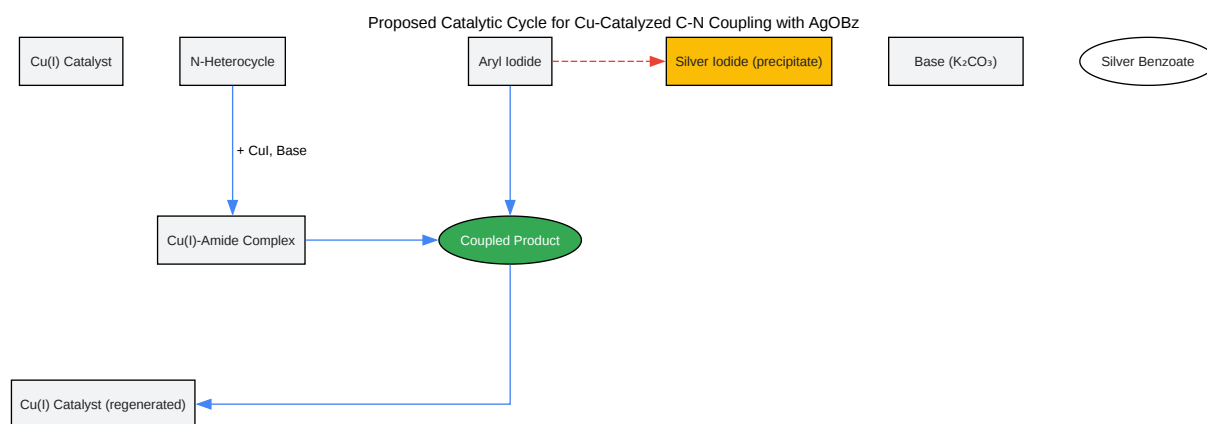 Proposed Catalytic Cycle for Cu-Catalyzed C-N Coupling with AgOBz
Cu(I) Catalyst
N-Heterocycle
Aryl Iodide
Silver Iodide (precipitate)
Base (K₂CO₃)
Silver Benzoate
+ CuI, Base
Cu(I)-Amide Complex
Coupled Product
Cu(I) Catalyst (regenerated)